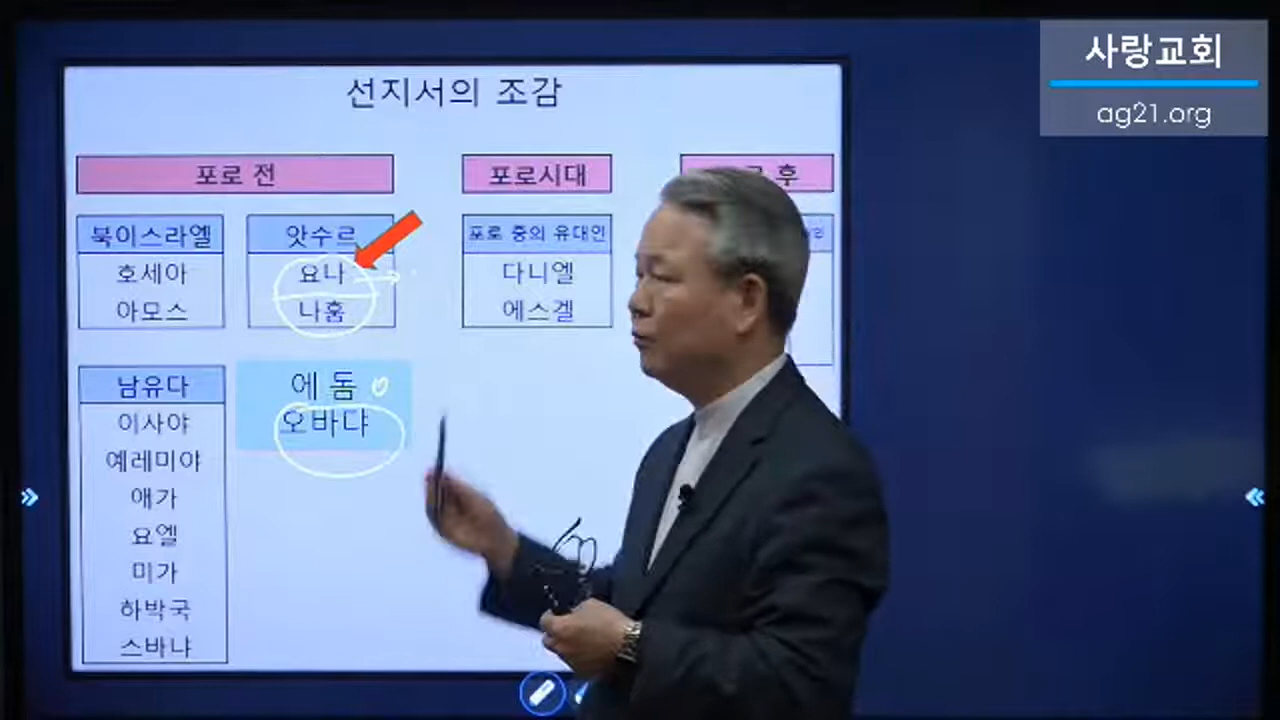 사랑교회
ag21.org
선지서의 조감
포로 전
포로시대
후
북이스라엘
앗수르
포로 중의 유대인
호세아
요나
다니엘
아모스
나훔
에스겔
남유다
에 돔
이사야
오바댜
예레미야
애가
요엘
미가
하박국
스바냐